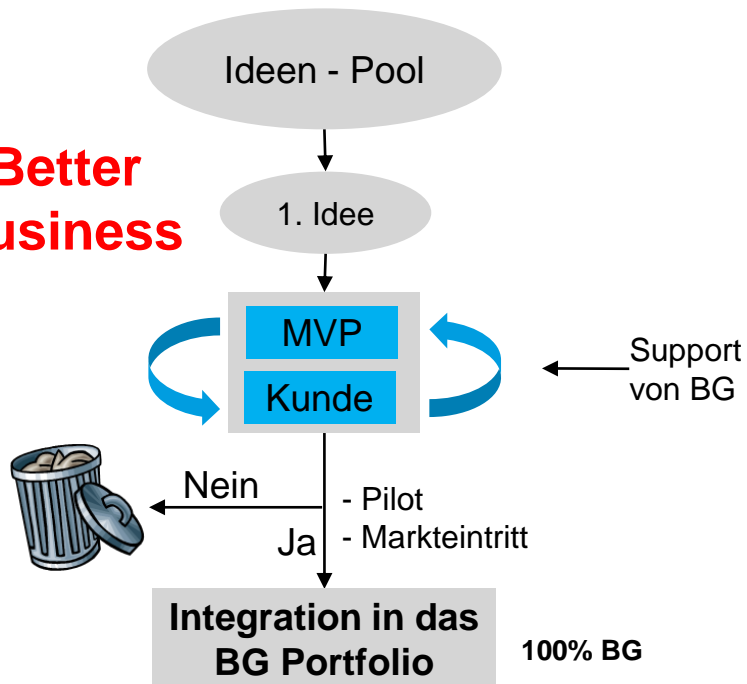 Ideen - Pool
Better
usiness
1. Idee
MVP
Kunde
Support
von BG
Nein
- Pilot
Ja
- Markteintritt
Integration in das
BG Portfolio
100% BG